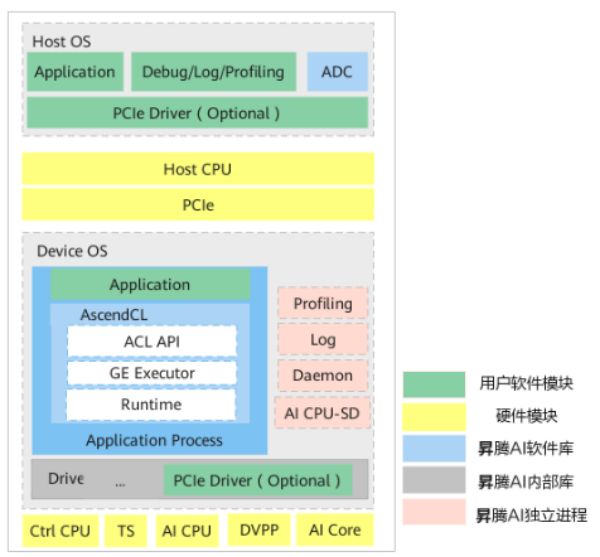 Host OS
Application
Debug/Log/Profiling
ADC
PCIe Driver ( Optional )
Host CPU
PCIe
Device OS
Application
AscendCL
ACL API
GE Executor
Runtime
Application Process
Profiling
Log
Daemon
AI CPU-SD
Drive
...
PCIe Driver ( Optional )
Ctrl CPU
TS
AI CPU
DVPP
AI Core
用户软件模块
硬件模块
昇腾AI软件库
昇腾AI内部库
昇腾AI独立进程